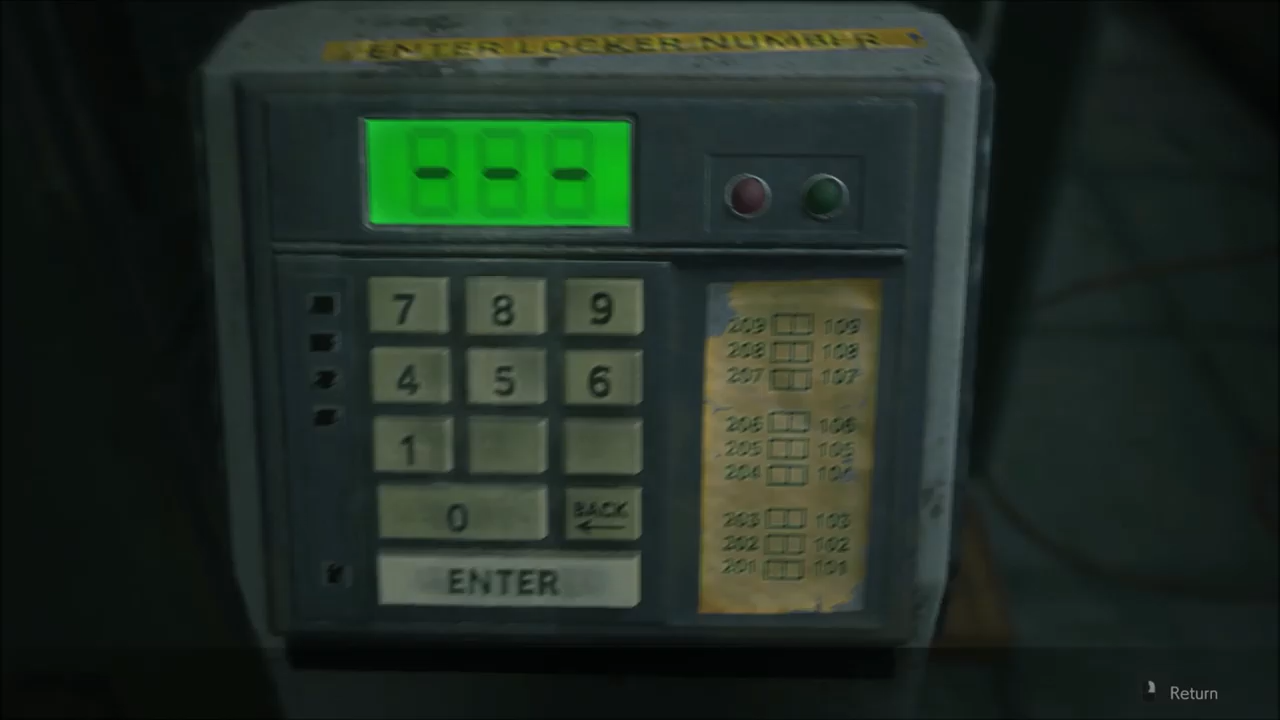 ENTER LOCKER NUMBER
- - -
7 8 9
4 5 6
1
0 BACK
ENTER
209 109
208 108
207 107
206 106
205 105
204 104
203 103
202 102
201 101
Return